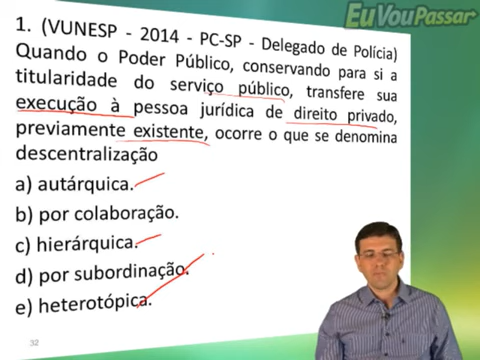 EuVouPassar
1. (VUNESP - 2014 - PC-SP - Delegado de Polícia)
Quando o Poder Público, conservando para si a
titularidade do serviço público, transfere sua
execução à pessoa jurídica de direito privado,
previamente existente, ocorre o que se denomina
descentralização
a) autárquica.
b) por colaboração.
c) hierárquica.
d) por subordinação.
e) heterotópica.
32